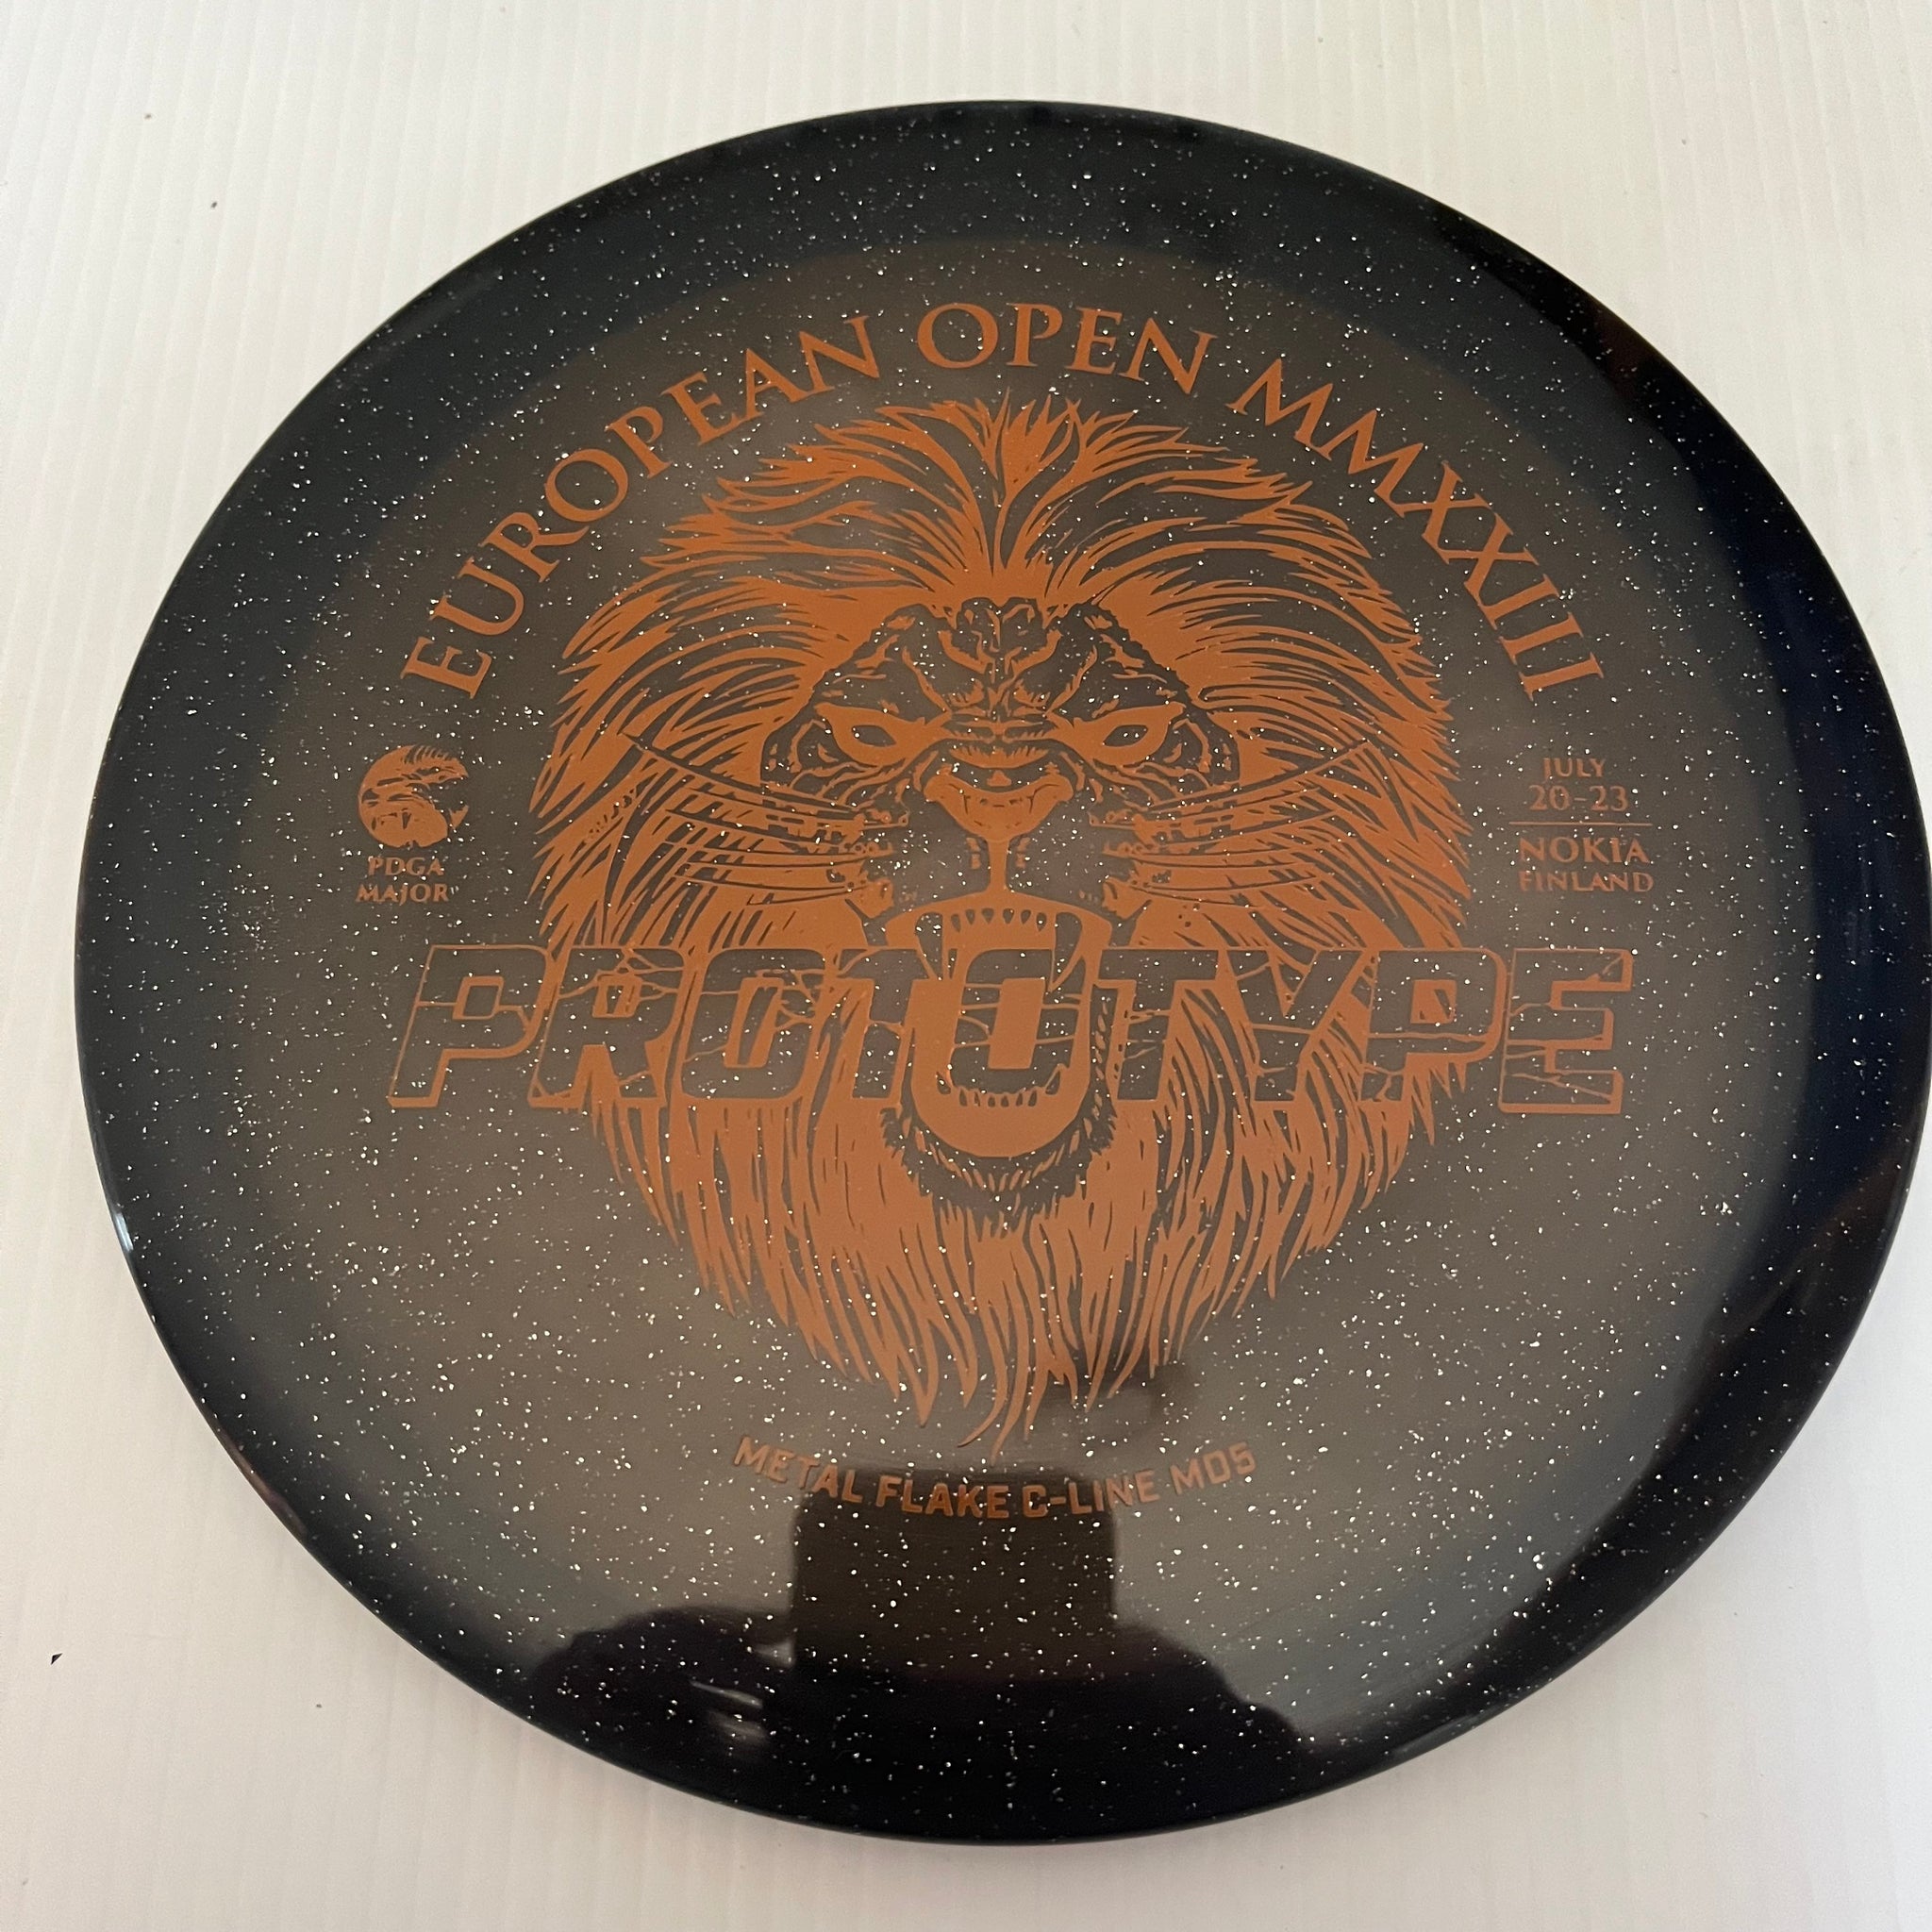 EUROPEAN OPEN MMXXIII
PDGA
MAJOR
JULY
20-23
NOKIA
FINLAND
PROTOTYPE
METAL FLAKE C-LINE MD5